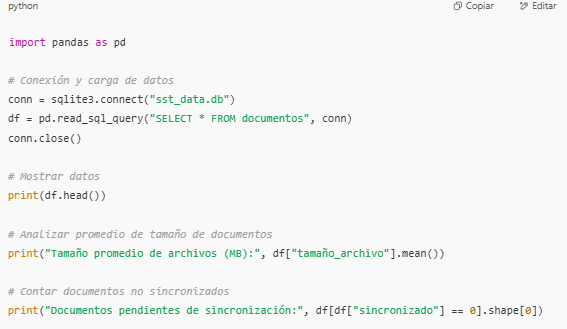 python
Copiar
Editar
import pandas as pd
# Conexión y carga de datos
conn = sqlite3.connect("sst_data.db")
df = pd.read_sql_query("SELECT * FROM documentos", conn)
conn.close()
# Mostrar datos
print(df.head())
# Analizar promedio de tamaño de documentos
print("Tamaño promedio de archivos (MB):", df["tamaño_archivo"].mean())
# Contar documentos no sincronizados
print("Documentos pendientes de sincronización:", df[df["sincronizado"] == 0].shape[0])